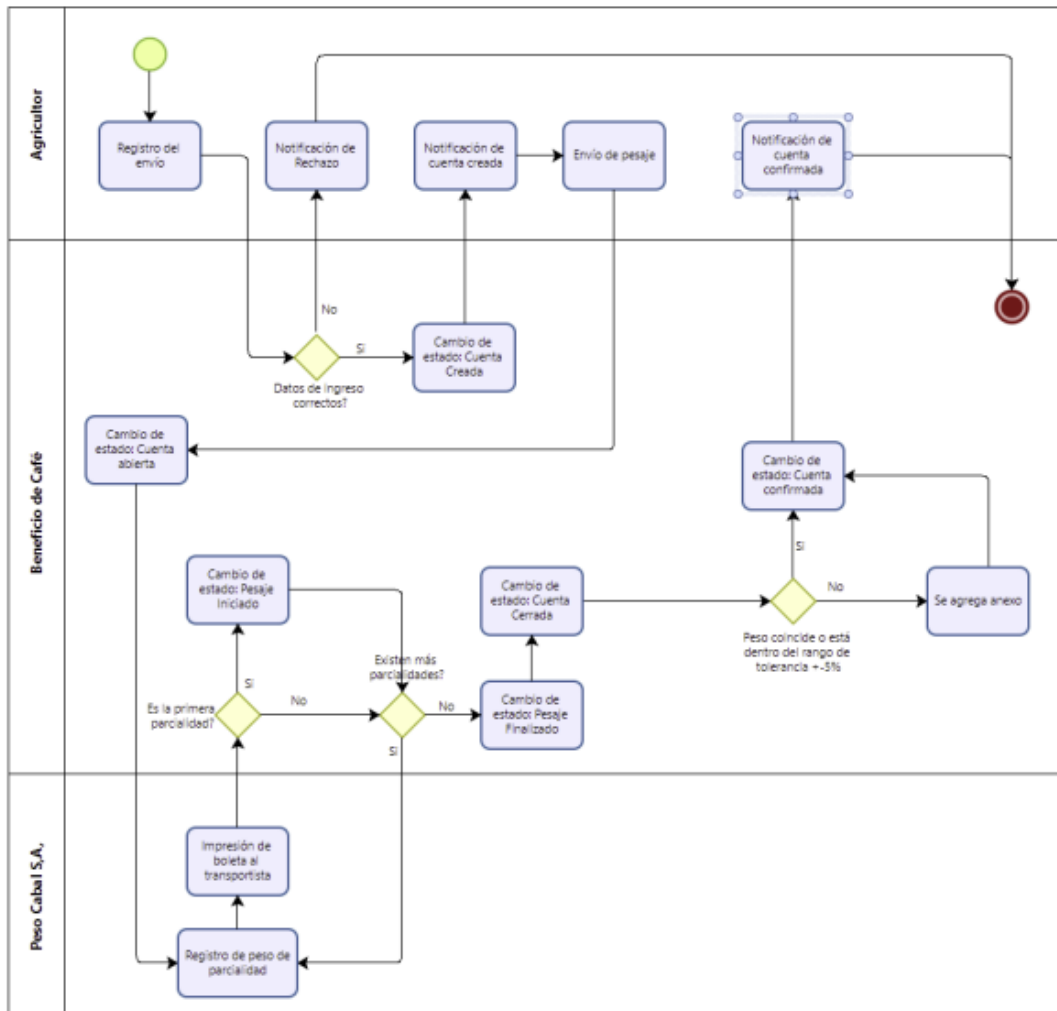 Agricultor
Registro del
envío
Notificación de
Rechazo
Notificación de
cuenta creada
Envío de pesaje
Notificación de
cuenta
confirmada
Beneficio de Café
No
SI
Datos de Ingreso
correctos?
Cambio de
estado: Cuenta
Creada
Cambio de
estado: Cuenta
abierta
Cambio de
estado: Cuenta
confirmada
SI
No
Peso coincide o está
dentro del rango de
tolerancia +-5%
Se agrega anexo
Cambio de
estado: Pesaje
Iniciado
Cambio de
estado: Cuenta
Cerrada
Existen más
parcialidades?
Es la primera
parcialidad?
SI
No
No
SI
Cambio de
estado: Pesaje
Finalizado
Peso Cabal S,A,
Impresión de
boleta al
transportista
Registro de peso de
parcialidad